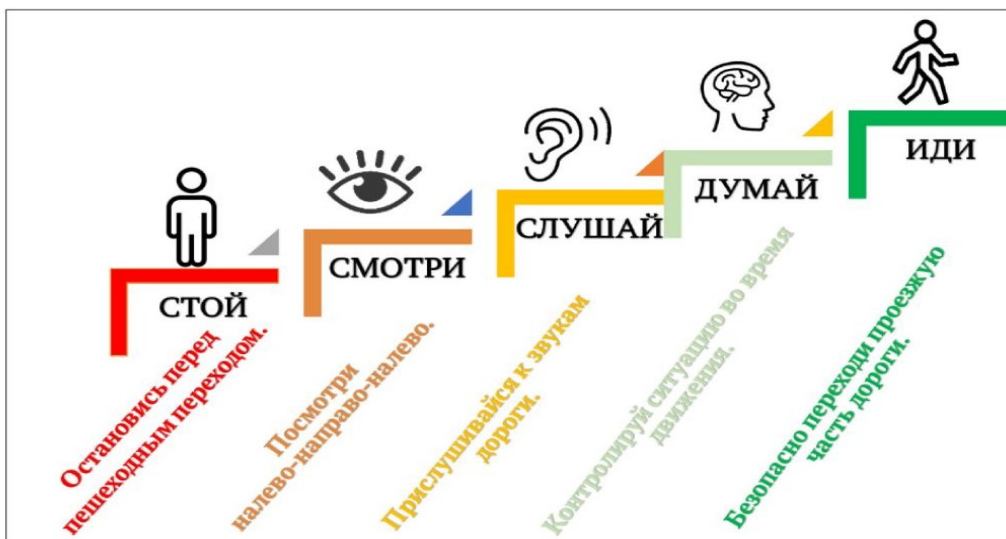 СТОЙ
Остановись перед
пешеходным переходом.
СМОТРИ
Посмотри
налево-направо-налево.
СЛУШАЙ
Прислушивайся к звукам
дороги.
ДУМАЙ
Контролируй ситуацию во время
движения.
ИДИ
Безопасно переходи проезжую
часть дороги.